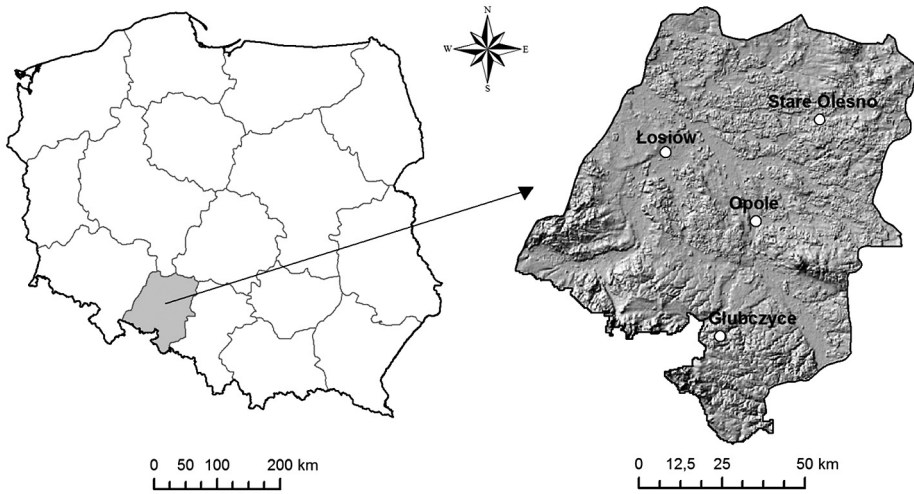 N
W E
S
Stare Olesno
Łosiów
Opole
Głubczyce
0 50 100 200 km
0 12,5 25 50 km